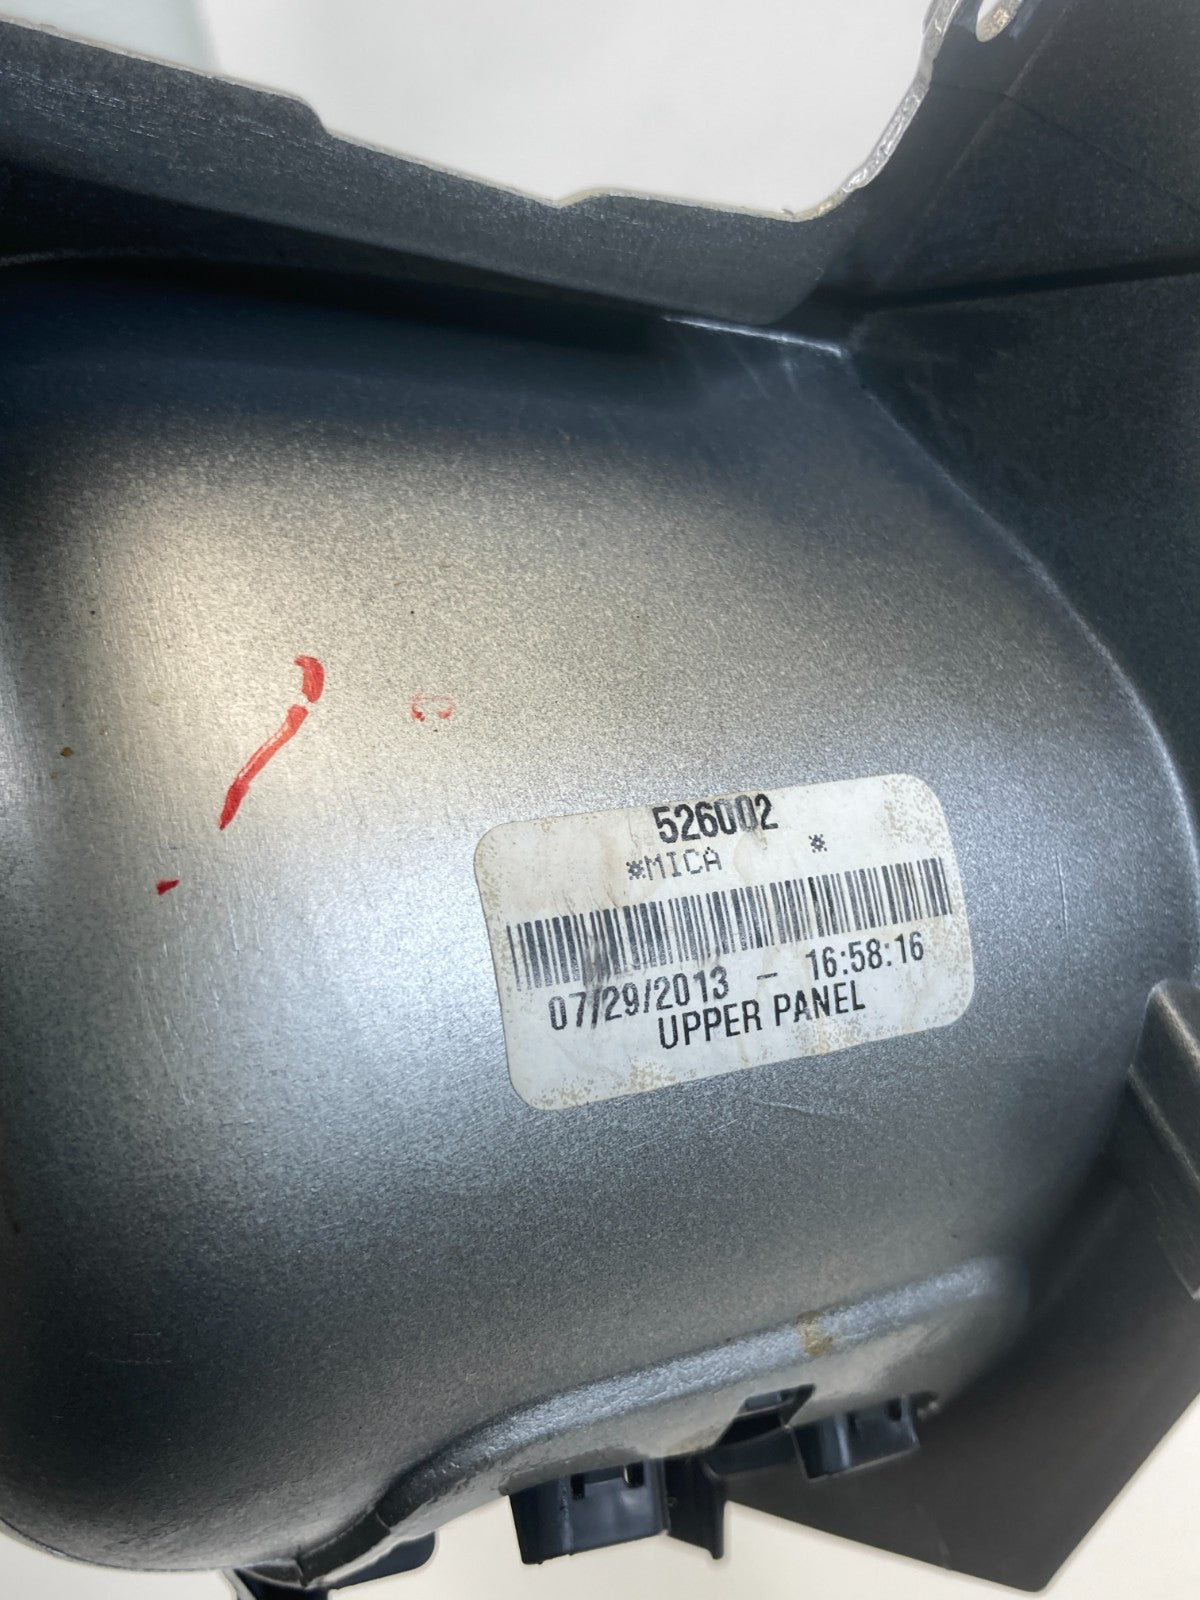 526002
*MICA *
07/29/2013 - 16:58:16
UPPER PANEL